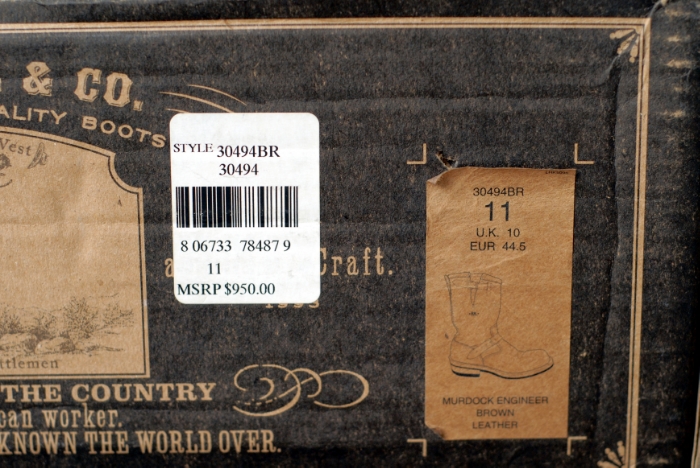 & CO.
ALITY BOOTS
West
STYLE 30494BR
30494
8 06733 78487 9
11
MSRP $950.00
Craft.
ttlemen
THE COUNTRY
can worker.
KNOWN THE WORLD OVER.
30494BR
11
U.K. 10
EUR 44.5
MURDOCK ENGINEER
BROWN
LEATHER